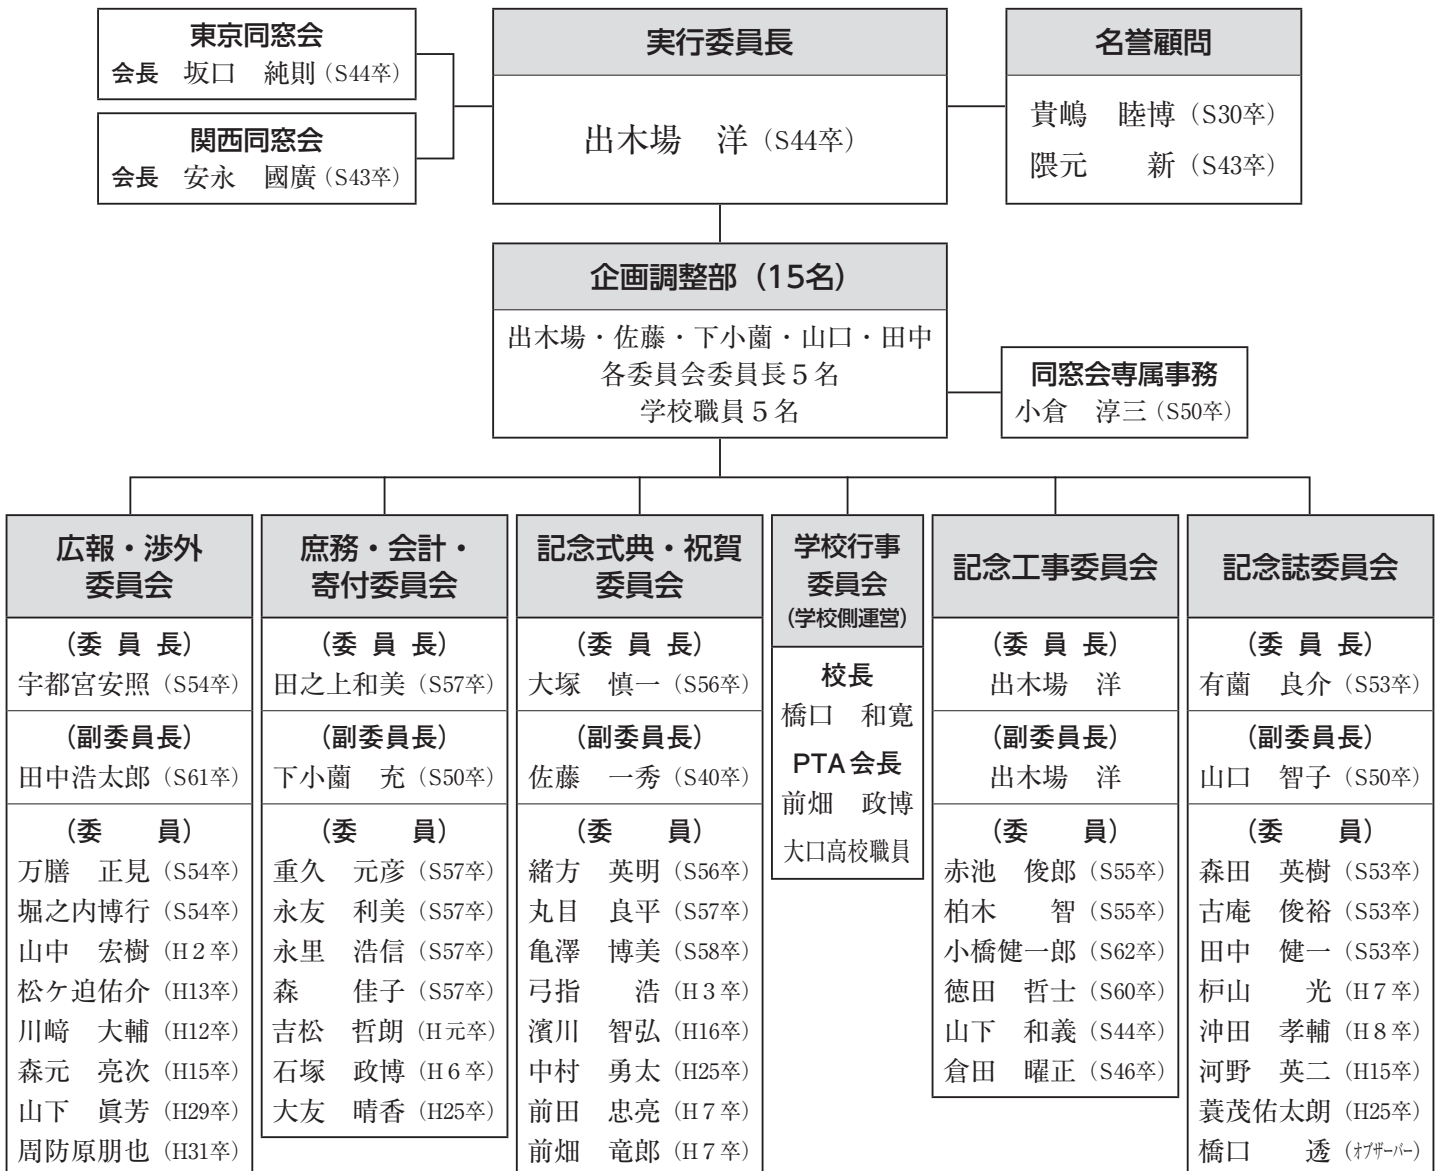 東京同窓会
会長 坂口 純則（S44卒）
関西同窓会
会長 安永 國廣（S43卒）
実行委員長
出木場 洋（S44卒）
名誉顧問
貴嶋 睦博（S30卒）
隈元 新（S43卒）
企画調整部（15名）
出木場・佐藤・下小薗・山口・田中
各委員会委員長５名
学校職員５名
同窓会専属事務
小倉 淳三（S50卒）
広報・渉外
委員会
（委員長）
宇都宮安照（S54卒）
（副委員長）
田中浩太郎（S61卒）
（委 員）
万膳 正見（S54卒）
堀之内博行（S54卒）
山中 宏樹（H２卒）
松ケ迫佑介（H13卒）
川﨑 大輔（H12卒）
森元 亮次（H15卒）
山下 眞芳（H29卒）
周防原朋也（H31卒）
庶務・会計・
寄付委員会
（委員長）
田之上和美（S57卒）
（副委員長）
下小薗 充（S50卒）
（委 員）
重久 元彦（S57卒）
永友 利美（S57卒）
永里 浩信（S57卒）
森 佳子（S57卒）
吉松 哲朗（H元卒）
石塚 政博（H６卒）
大友 晴香（H25卒）
記念式典・祝賀
委員会
（委員長）
大塚 慎一（S56卒）
（副委員長）
佐藤 一秀（S40卒）
（委 員）
緒方 英明（S56卒）
丸目 良平（S57卒）
亀澤 博美（S58卒）
弓指 浩（H３卒）
濵川 智弘（H16卒）
中村 勇太（H25卒）
前田 忠亮（H７卒）
前畑 竜郎（H７卒）
学校行事
委員会
（学校側運営）
校長
橋口 和寛
PTA会長
前畑 政博
大口高校職員
記念工事委員会
（委員長）
出木場 洋
（副委員長）
出木場 洋
（委 員）
赤池 俊郎（S55卒）
柏木 智（S55卒）
小橋健一郎（S62卒）
徳田 哲士（S60卒）
山下 和義（S44卒）
倉田 曜正（S46卒）
記念誌委員会
（委員長）
有薗 良介（S53卒）
（副委員長）
山口 智子（S50卒）
（委 員）
森田 英樹（S53卒）
古庵 俊裕（S53卒）
田中 健一（S53卒）
枦山 光（H７卒）
沖田 孝輔（H８卒）
河野 英二（H15卒）
蓑茂佑太朗（H25卒）
橋口 透（ｵﾌﾞｻﾞｰﾊﾞｰ）